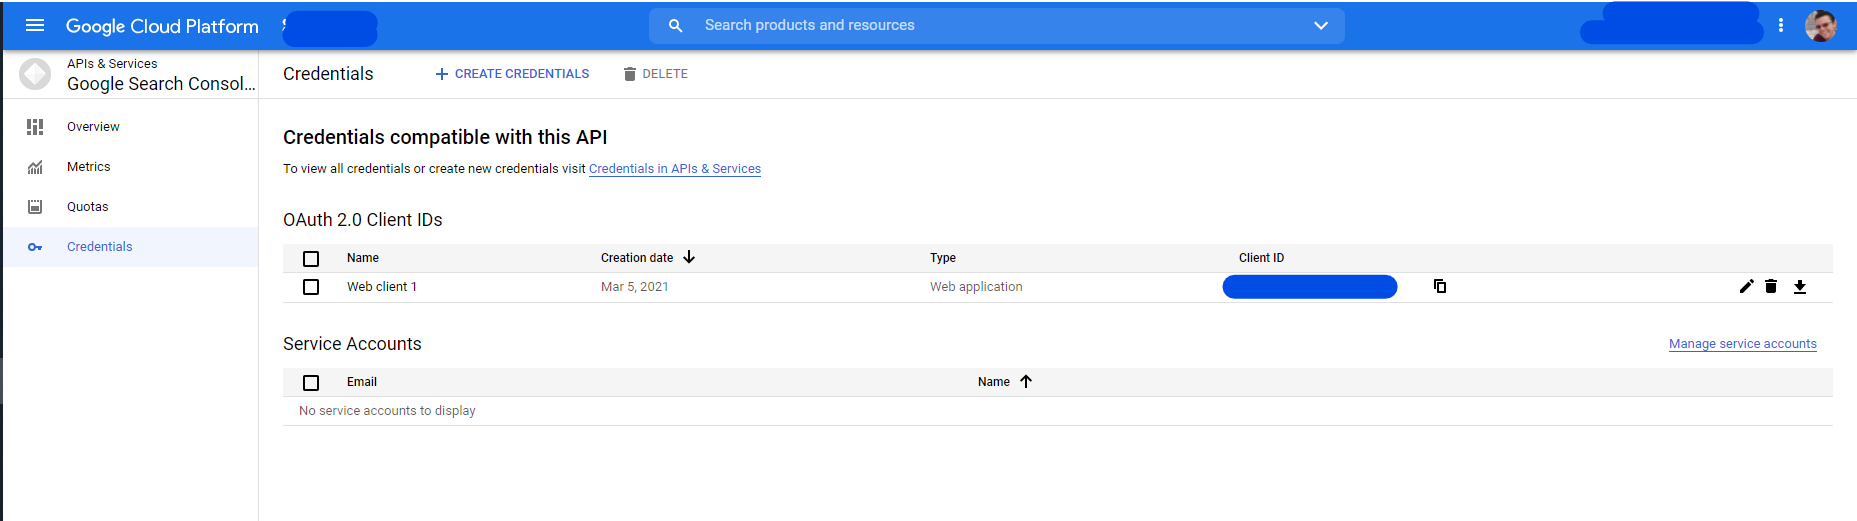 Google Cloud Platform
Search products and resources
APIs & Services
Google Search Consol...
Credentials
CREATE CREDENTIALS
DELETE
Overview
Metrics
Quotas
Credentials
Credentials compatible with this API
To view all credentials or create new credentials visit Credentials in APIs & Services
OAuth 2.0 Client IDs
Name Creation date Type Client ID
Web client 1 Mar 5, 2021 Web application
Service Accounts
Manage service accounts
Email Name
No service accounts to display